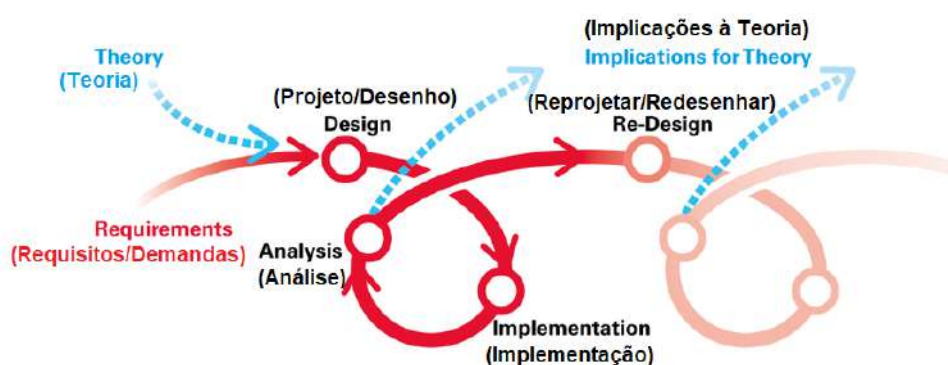 Theory
(Teoria)
(Projeto/Desenho)
Design
(Implicações à Teoria)
Implications for Theory
(Reprojetar/Redesenhar)
Re-Design
Requirements
(Requisitos/Demandas)
Analysis
(Análise)
Implementation
(Implementação)